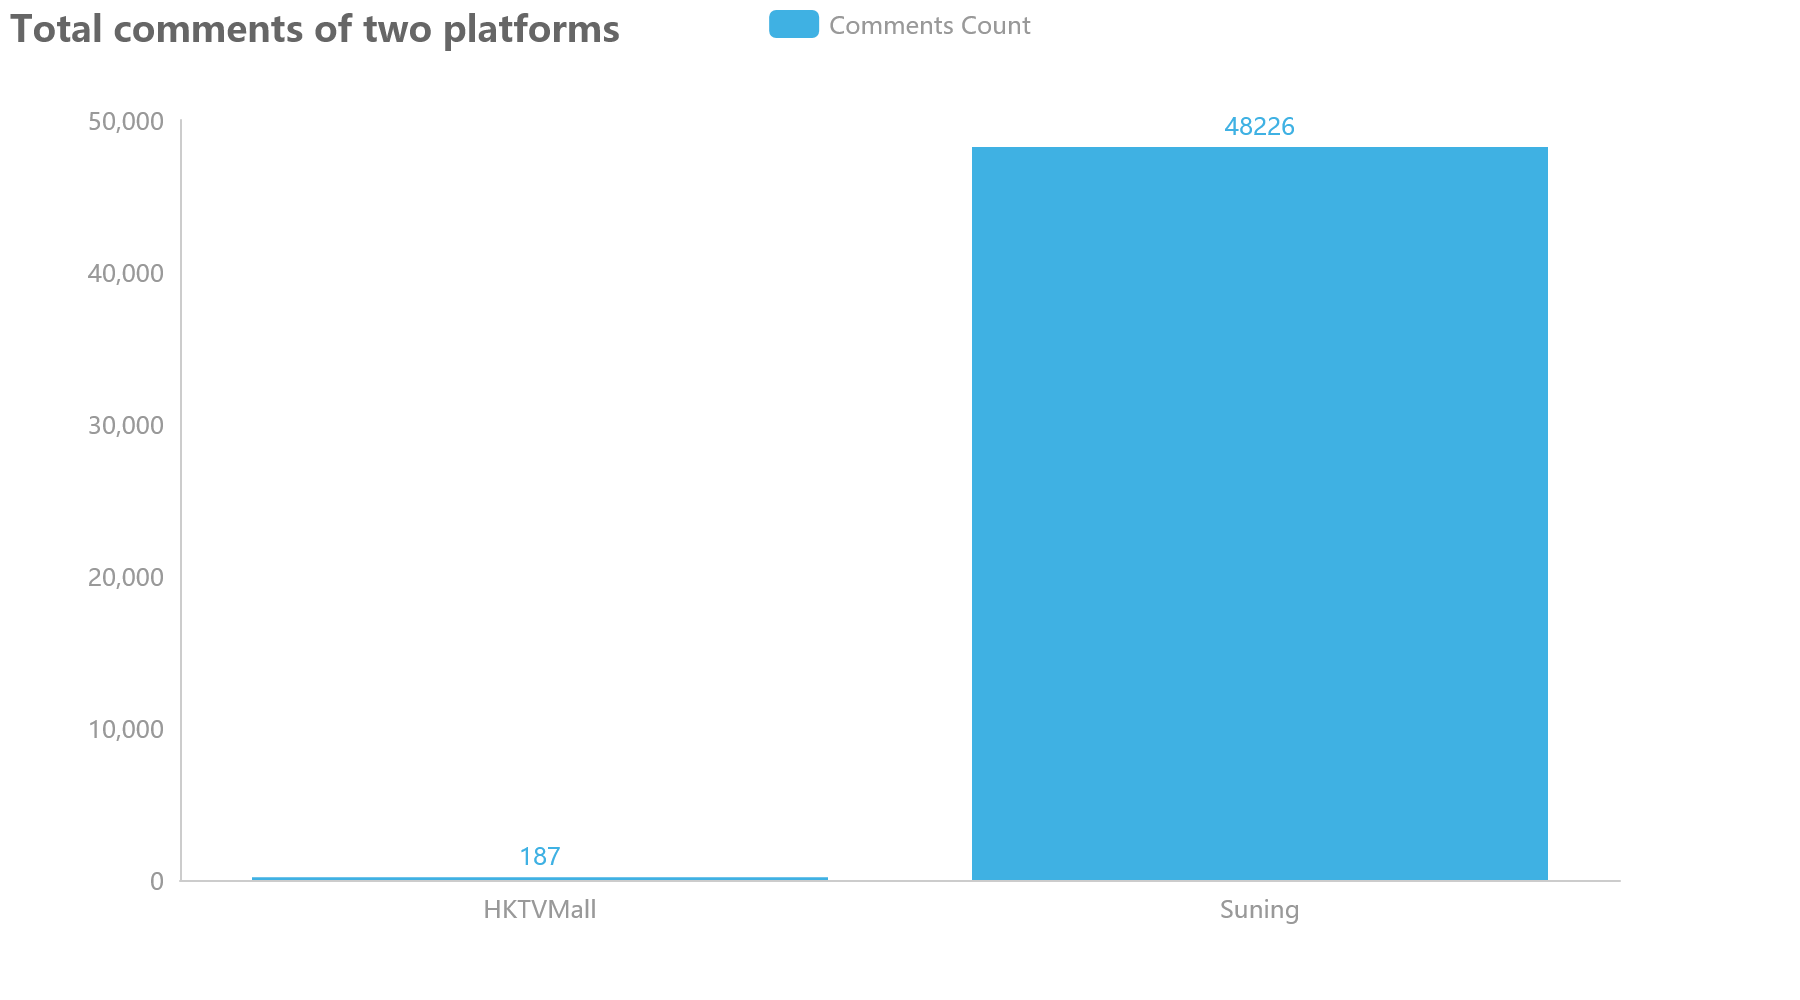 Total comments of two platforms
Comments Count
50,000
40,000
30,000
20,000
10,000
0
48226
187
HKTVMall
Suning